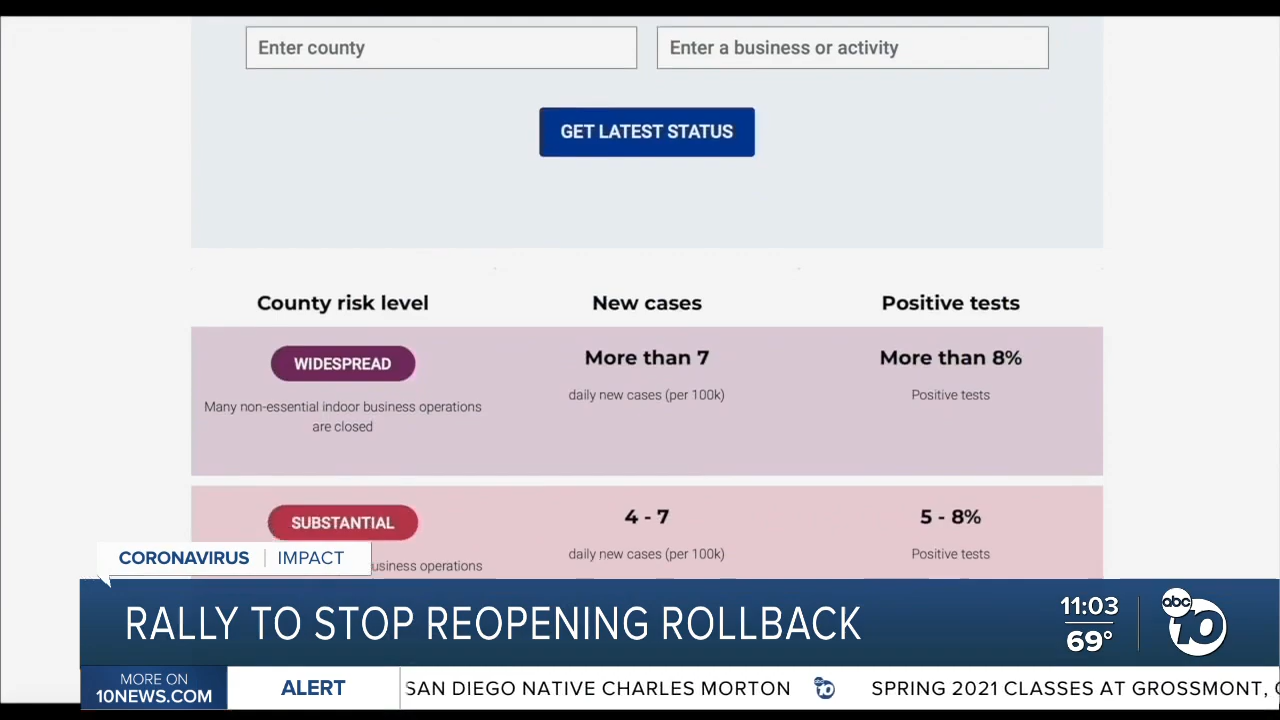 Enter county
Enter a business or activity
GET LATEST STATUS
County risk level
New cases
Positive tests
WIDESPREAD
More than 7
More than 8%
daily new cases (per 100k)
Positive tests
Many non-essential indoor business operations
are closed
SUBSTANTIAL
4 - 7
5 - 8%
daily new cases (per 100k)
Positive tests
usiness operations
CORONAVIRUS
IMPACT
RALLY TO STOP REOPENING ROLLBACK
11:03
69°
abc
10
MORE ON
10NEWS.COM
ALERT
SAN DIEGO NATIVE CHARLES MORTON
abc 10
SPRING 2021 CLASSES AT GROSSMONT,